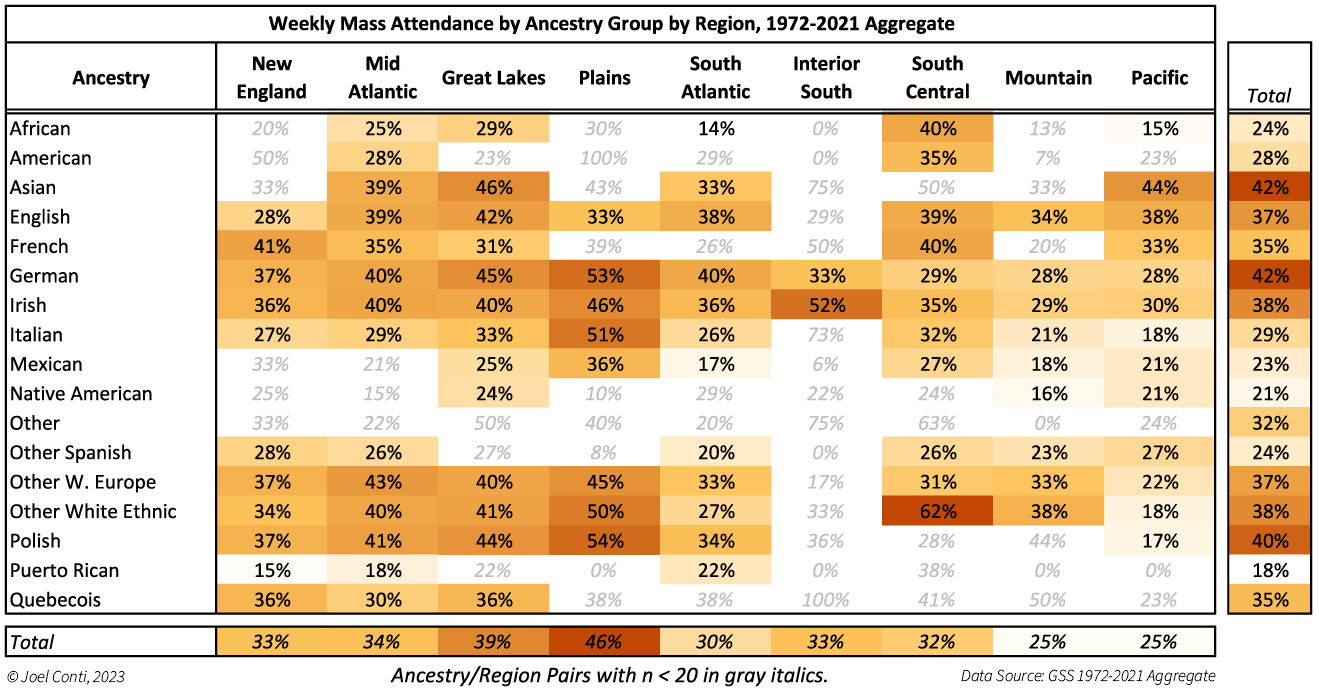 Weekly Mass Attendance by Ancestry Group by Region, 1972-2021 Aggregate
Ancestry New England Mid Atlantic Great Lakes Plains South Atlantic Interior South South Central Mountain Pacific Total
African 20% 25% 29% 30% 14% 0% 40% 13% 15% 24%
American 50% 28% 23% 100% 29% 0% 35% 7% 23% 28%
Asian 33% 39% 46% 43% 33% 75% 50% 33% 44% 42%
English 28% 39% 42% 33% 38% 29% 39% 34% 38% 37%
French 41% 35% 31% 39% 26% 50% 40% 20% 33% 35%
German 37% 40% 45% 53% 40% 33% 29% 28% 28% 42%
Irish 36% 40% 40% 46% 36% 52% 35% 29% 30% 38%
Italian 27% 29% 33% 51% 26% 73% 32% 21% 18% 29%
Mexican 33% 21% 25% 36% 17% 6% 27% 18% 21% 23%
Native American 25% 15% 24% 10% 29% 22% 24% 16% 21% 21%
Other 33% 22% 50% 40% 20% 75% 63% 0% 24% 32%
Other Spanish 28% 26% 27% 8% 20% 0% 26% 23% 27% 24%
Other W. Europe 37% 43% 40% 45% 33% 17% 31% 33% 22% 37%
Other White Ethnic 34% 40% 41% 50% 27% 33% 62% 38% 18% 38%
Polish 37% 41% 44% 54% 34% 36% 28% 44% 17% 40%
Puerto Rican 15% 18% 22% 0% 22% 0% 38% 0% 0% 18%
Quebecois 36% 30% 36% 38% 38% 100% 41% 50% 23% 35%
Total 33% 34% 39% 46% 30% 33% 32% 25% 25%
© Joel Conti, 2023 Ancestry/Region Pairs with n < 20 in gray italics. Data Source: GSS 1972-2021 Aggregate